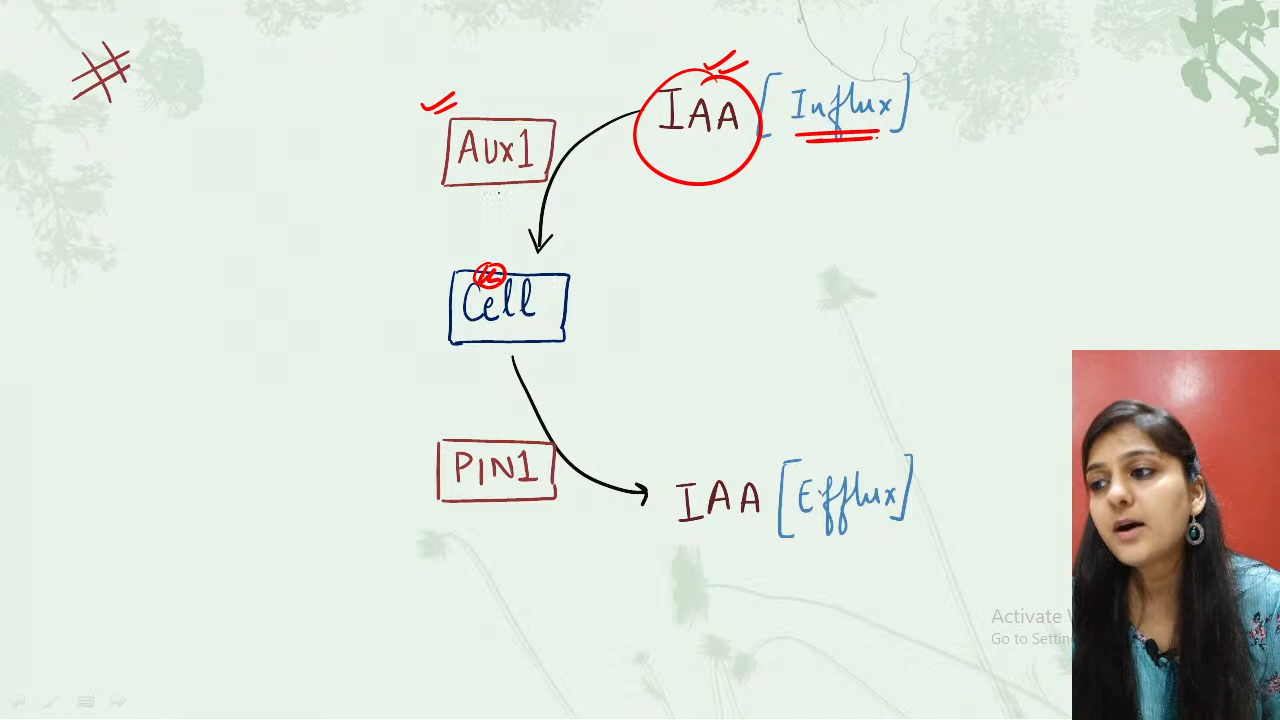 IAA [Influx]
Aux1
Cell
PIN1
IAA [Efflux]
Activate
Go to Settin